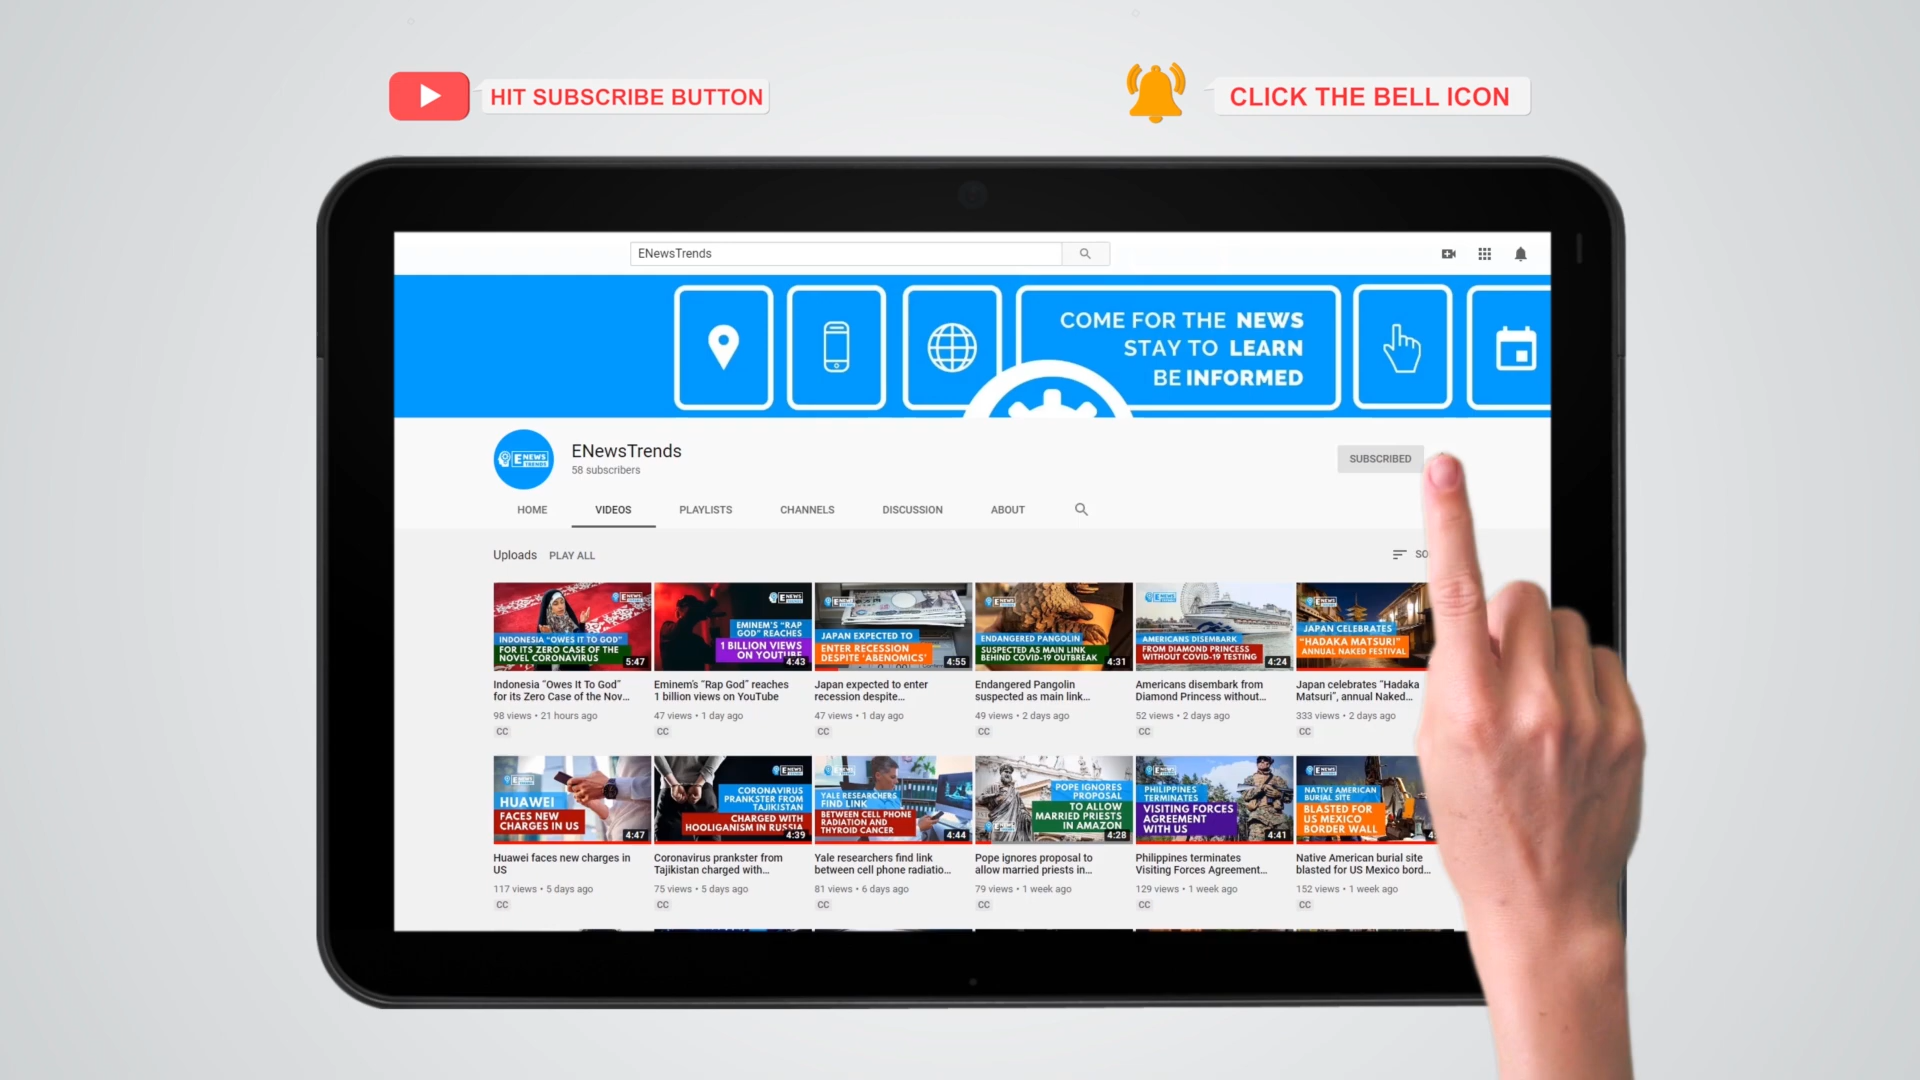 HIT SUBSCRIBE BUTTON
CLICK THE BELL ICON
ENewsTrends
COME FOR THE NEWS
STAY TO LEARN
BE INFORMED
E NEWS
TRENDS
ENewsTrends
58 subscribers
SUBSCRIBED
HOME VIDEOS PLAYLISTS CHANNELS DISCUSSION ABOUT
Uploads PLAY ALL
SO
INDONESIA "OWES IT TO GOD"
FOR ITS ZERO CASE OF THE
NOVEL CORONAVIRUS
5:47
EMINEM'S "RAP
GOD" REACHES
1 BILLION VIEWS
ON YOUTUBE
4:43
JAPAN EXPECTED TO
ENTER RECESSION
DESPITE 'ABENOMICS'
4:55
ENDANGERED PANGOLIN
SUSPECTED AS MAIN LINK
BEHIND COVID-19 OUTBREAK
4:31
AMERICANS DISEMBARK
FROM DIAMOND PRINCESS
WITHOUT COVID-19 TESTING
4:24
JAPAN CELEBRATES
"HADAKA MATSURI"
ANNUAL NAKED FESTIVAL
Indonesia "Owes It To God"
for its Zero Case of the Nov...
98 views • 21 hours ago
CC
Eminem's "Rap God" reaches
1 billion views on YouTube
47 views • 1 day ago
CC
Japan expected to enter
recession despite...
47 views • 1 day ago
CC
Endangered Pangolin
suspected as main link...
49 views • 2 days ago
CC
Americans disembark from
Diamond Princess without...
52 views • 2 days ago
CC
Japan celebrates "Hadaka
Matsuri", annual Naked...
333 views • 2 days ago
CC
HUAWEI
FACES NEW
CHARGES IN US
4:47
CORONAVIRUS
PRANKSTER FROM
TAJIKISTAN
CHARGED WITH
HOOLIGANISM IN RUSSIA
4:39
YALE RESEARCHERS
FIND LINK
BETWEEN CELL PHONE
RADIATION AND
THYROID CANCER
4:44
POPE IGNORES
PROPOSAL
TO ALLOW
MARRIED PRIESTS
IN AMAZON
4:28
PHILIPPINES
TERMINATES
VISITING FORCES
AGREEMENT
WITH US
4:41
NATIVE AMERICAN
BURIAL SITE
BLASTED FOR
US MEXICO
BORDER WALL
Huawei faces new charges in
US
117 views • 5 days ago
CC
Coronavirus prankster from
Tajikistan charged with...
75 views • 5 days ago
CC
Yale researchers find link
between cell phone radiatio...
81 views • 6 days ago
CC
Pope ignores proposal to
allow married priests in...
79 views • 1 week ago
CC
Philippines terminates
Visiting Forces Agreement...
129 views • 1 week ago
CC
Native American burial site
blasted for US Mexico bord...
152 views • 1 week ago
CC